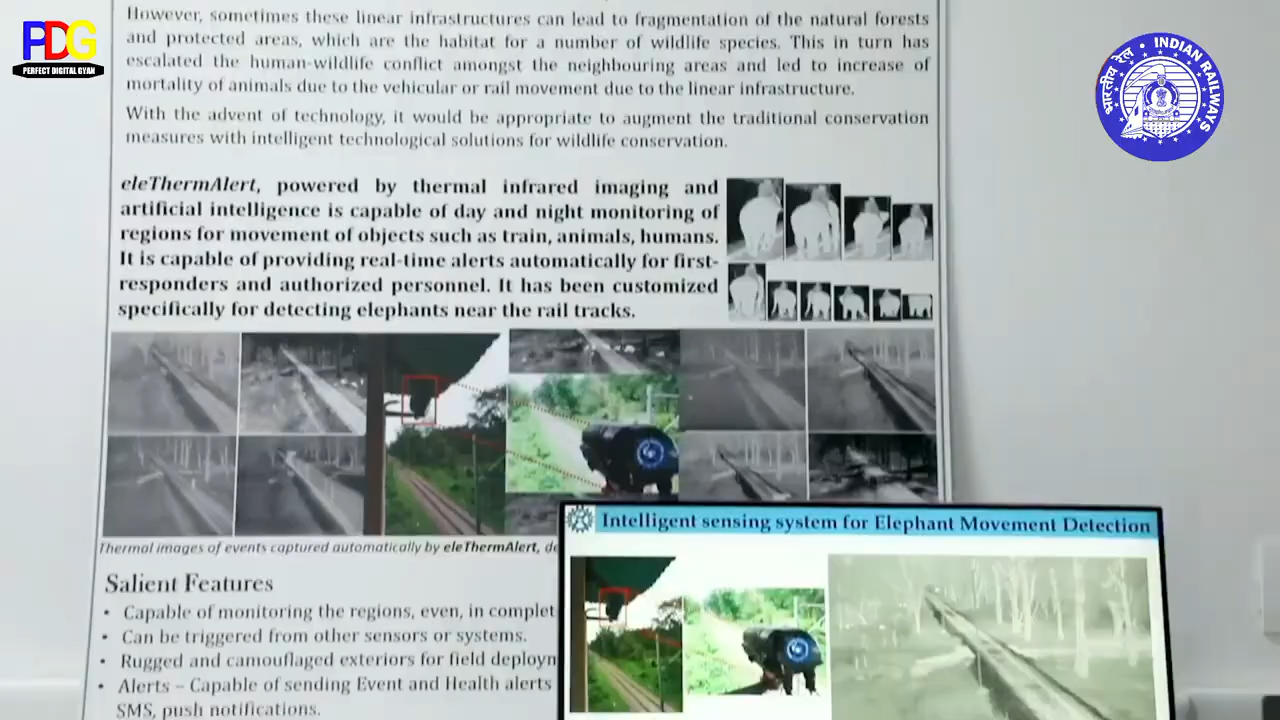 However, sometimes these linear infrastructures can lead to fragmentation of the natural forests
and protected areas, which are the habitat for a number of wildlife species. This in turn has
escalated the human-wildlife conflict amongst the neighbouring areas and led to increase of
mortality of animals due to the vehicular or rail movement due to the linear infrastructure.
With the advent of technology, it would be appropriate to augment the traditional conservation
measures with intelligent technological solutions for wildlife conservation.
eleThermAlert, powered by thermal infrared imaging and
artificial intelligence is capable of day and night monitoring of
regions for movement of objects such as train, animals, humans.
It is capable of providing real-time alerts automatically for first-
responders and authorized personnel. It has been customized
specifically for detecting elephants near the rail tracks.
Thermal images of events captured automatically by eleThermAlert, de
Salient Features
• Capable of monitoring the regions, even, in complet
• Can be triggered from other sensors or systems.
• Rugged and camouflaged exteriors for field deployn
• Alerts – Capable of sending Event and Health alerts
SMS, push notifications.
Intelligent sensing system for Elephant Movement Detection
PDG
PERFECT DIGITAL GYAN
भारतीय रेल • INDIAN RAILWAYS